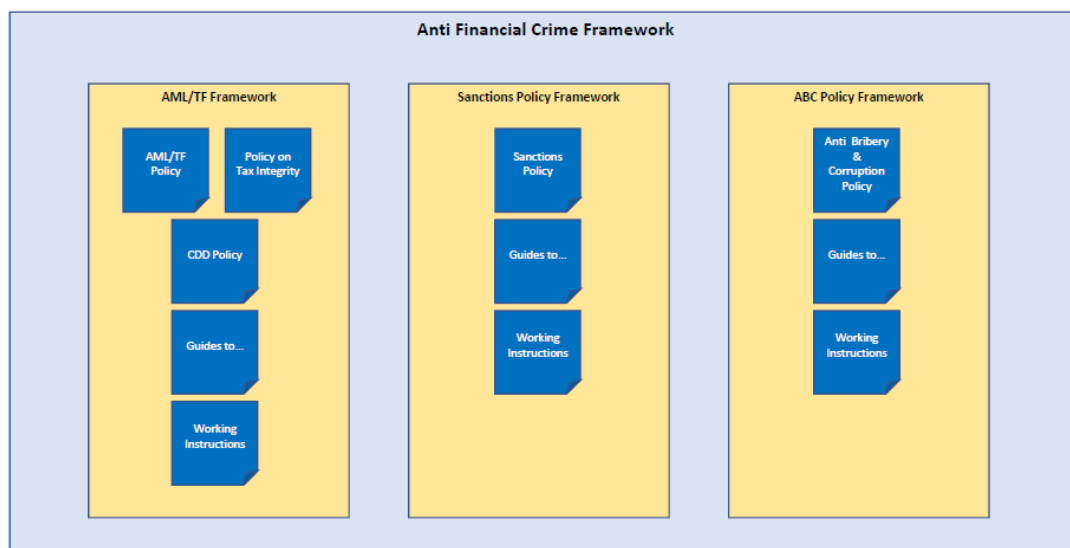 Anti Financial Crime Framework
AML/TF Framework
AML/TF
Policy
Policy on
Tax Integrity
CDD Policy
Guides to...
Working
Instructions
Sanctions Policy Framework
Sanctions
Policy
Guides to...
Working
Instructions
ABC Policy Framework
Anti Bribery
&
Corruption
Policy
Guides to...
Working
Instructions